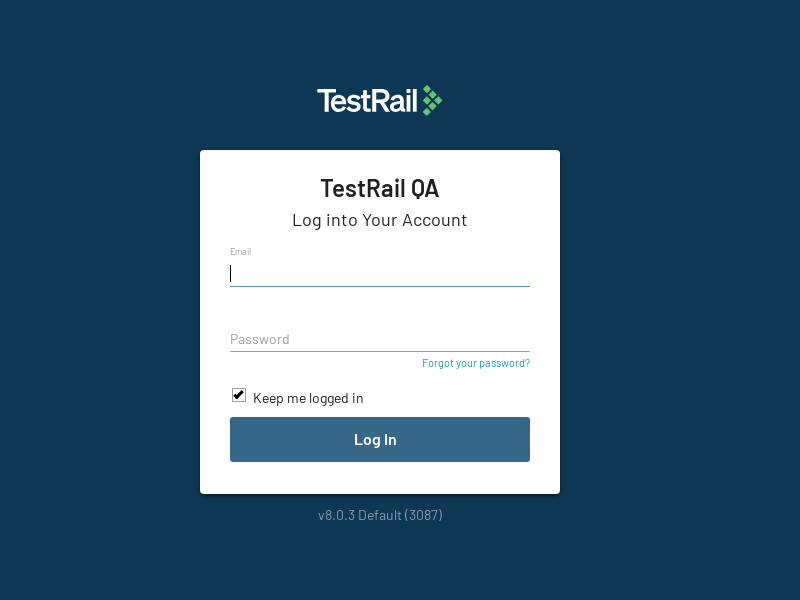 TestRail
TestRail QA
Log into Your Account
Email
Password
Forgot your password?
Keep me logged in
Log In
v8.0.3 Default (3087)